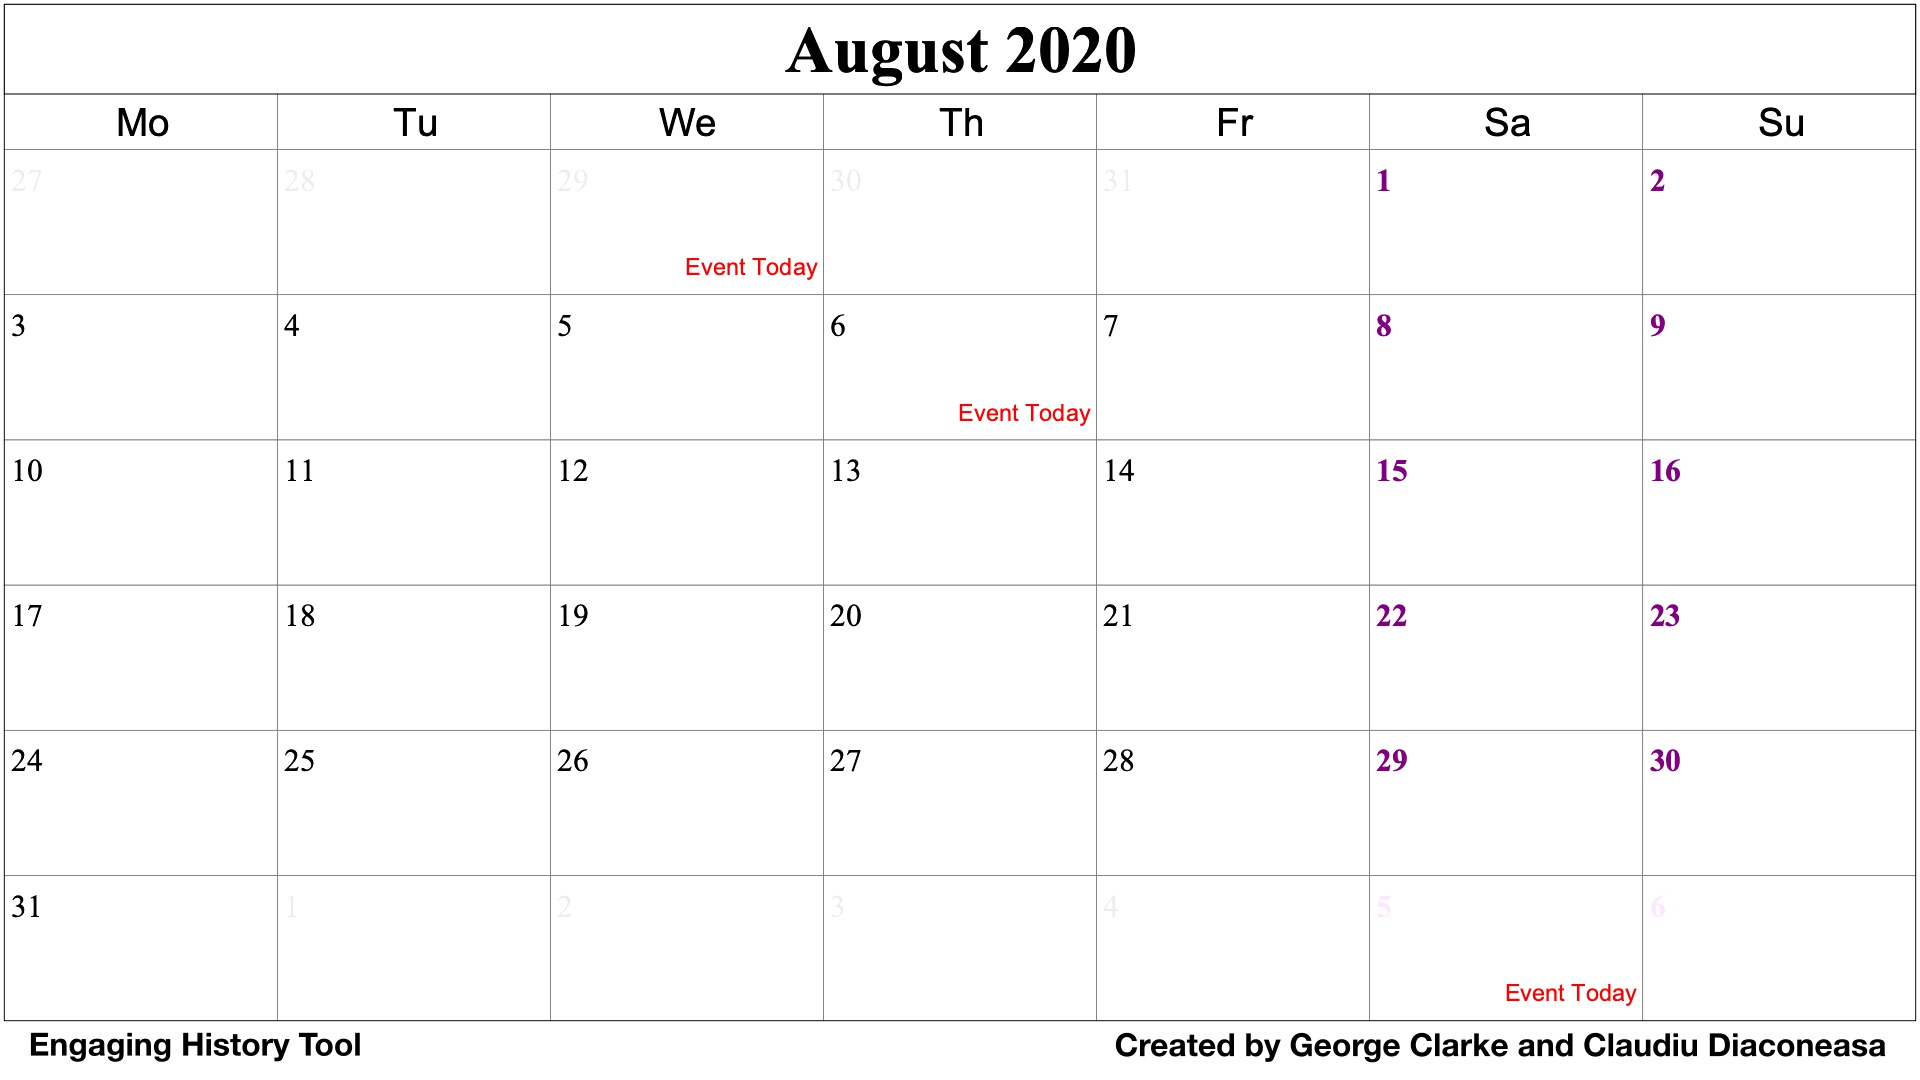 August 2020
Mo Tu We Th Fr Sa Su
27 28 29 30 31 1 2
Event Today
3 4 5 6 7 8 9
Event Today
10 11 12 13 14 15 16
17 18 19 20 21 22 23
24 25 26 27 28 29 30
31 1 2 3 4 5 6
Event Today
Engaging History Tool
Created by George Clarke and Claudiu Diaconeasa